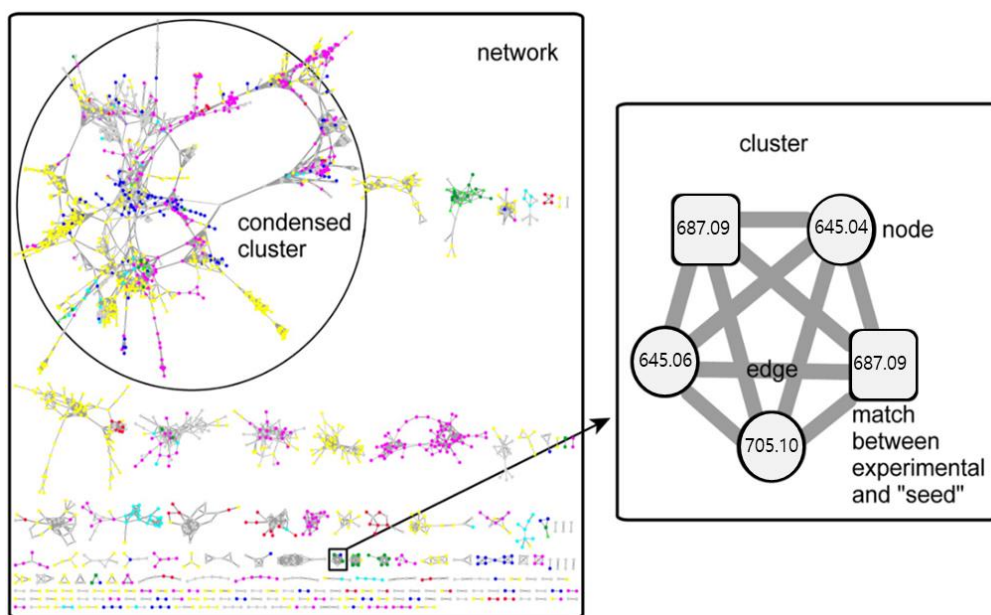 network
condensed
cluster
cluster
687.09
645.04
node
645.06
edge
687.09
705.10
match
between
experimental
and "seed"